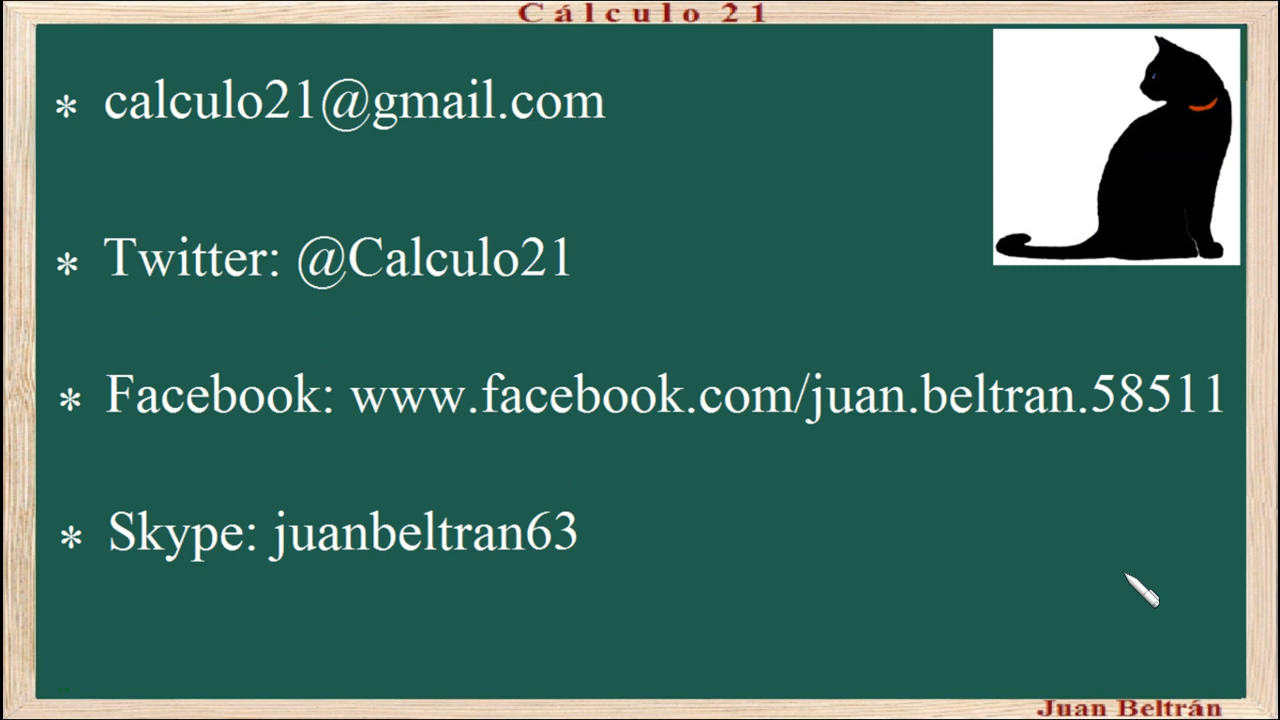 Cálculo 21
* calculo21@gmail.com
* Twitter: @Calculo21
* Facebook: www.facebook.com/juan.beltran.58511
* Skype: juanbeltran63
Juan Beltrán